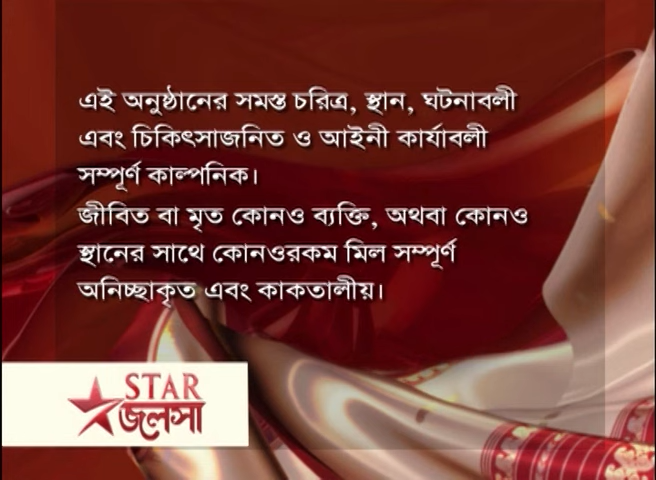 এই অনুষ্ঠানের সমস্ত চরিত্র, স্থান, ঘটনাবলী
এবং চিকিৎসাজনিত ও আইনী কার্যাবলী
সম্পূর্ণ কাল্পনিক।
জীবিত বা মৃত কোনও ব্যক্তি, অথবা কোনও
স্থানের সাথে কোনওরকম মিল সম্পূর্ণ
অনিচ্ছাকৃত এবং কাকতালীয়।
STAR
জলসা